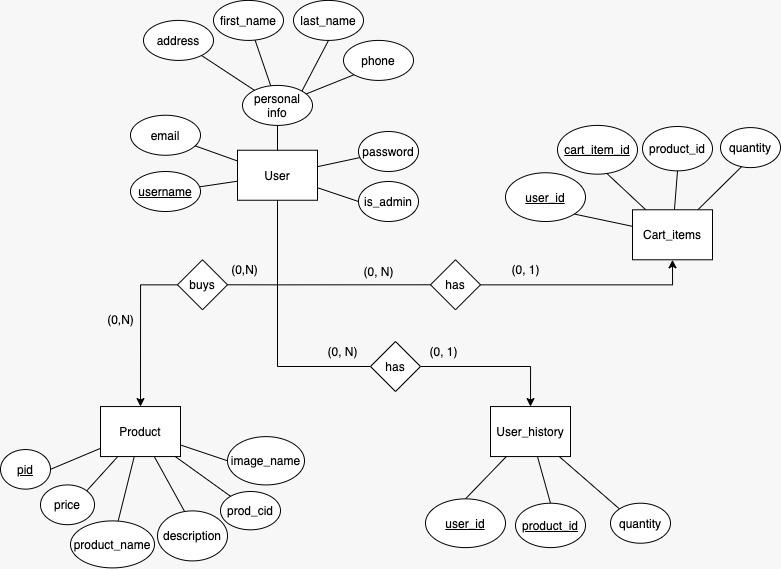 first_name
last_name
address
phone
personal
info
email
password
User
username
is_admin
cart_item_id
product_id
quantity
user_id
Cart_items
buys
(0,N)
(0, N)
has
(0, 1)
(0,N)
(0, N)
has
(0, 1)
Product
User_history
pid
image_name
price
prod_cid
product_name
description
user_id
product_id
quantity